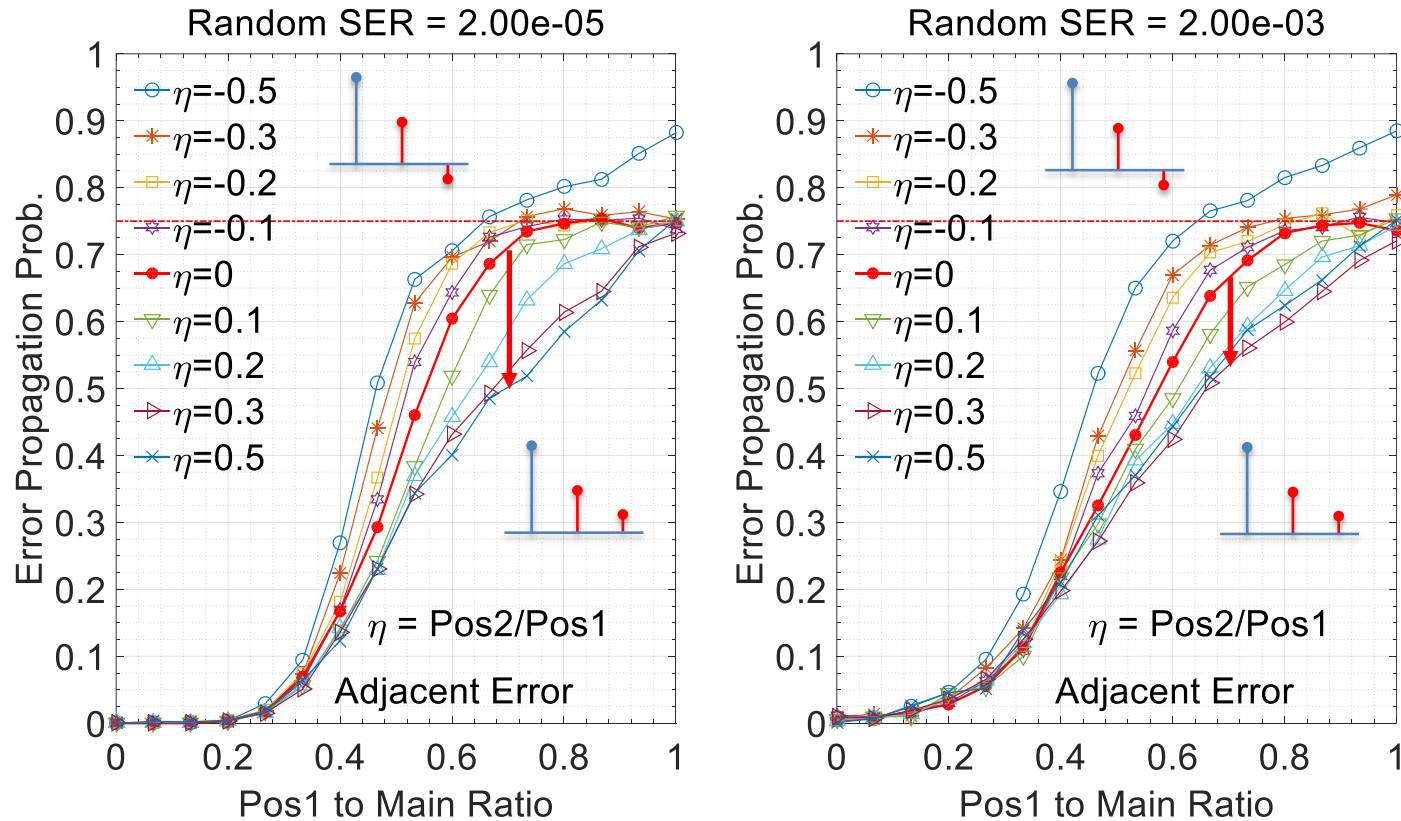 Random SER = 2.00e-05
Error Propagation Prob.
1
0.9
0.8
0.7
0.6
0.5
0.4
0.3
0.2
0.1
0
η=-0.5
η=-0.3
η=-0.2
η=-0.1
η=0
η=0.1
η=0.2
η=0.3
η=0.5
η = Pos2/Pos1
Adjacent Error
0 0.2 0.4 0.6 0.8 1
Pos1 to Main Ratio
Random SER = 2.00e-03
Error Propagation Prob.
1
0.9
0.8
0.7
0.6
0.5
0.4
0.3
0.2
0.1
0
η=-0.5
η=-0.3
η=-0.2
η=-0.1
η=0
η=0.1
η=0.2
η=0.3
η=0.5
η = Pos2/Pos1
Adjacent Error
0 0.2 0.4 0.6 0.8 1
Pos1 to Main Ratio